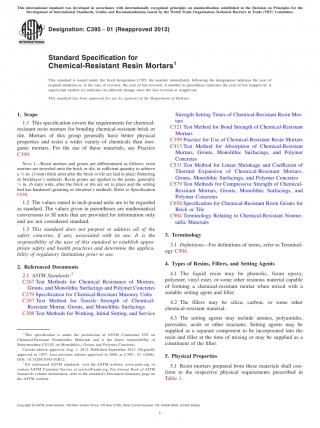 This international standard was developed in accordance with internationally recognized principles on standardization established in the Decision on Principles for the
Development of International Standards, Guides and Recommendations issued by the World Trade Organization Technical Barriers to Trade (TBT) Committee.
Designation: C395 − 01 (Reapproved 2012)
Standard Specification for
Chemical-Resistant Resin Mortars¹
This standard is issued under the fixed designation C395; the number immediately following the designation indicates the year of
original adoption or, in the case of revision, the year of last revision. A number in parentheses indicates the year of last reapproval. A
superscript epsilon (ε) indicates an editorial change since the last revision or reapproval.
This standard has been approved for use by agencies of the Department of Defense.
1. Scope
1.1 This specification covers the requirements for chemical-
resistant resin mortars for bonding chemical-resistant brick or
tile. Mortars of this group generally have better physical
properties and resist a wider variety of chemicals than inor-
ganic mortars. For the use of these materials, see Practice
C399.
NOTE 1—Resin mortars and grouts are differentiated as follows: resin
mortars are troweled onto the brick or tile, in sufficient quantity to achieve
a ⅛-in. (3-mm) thick joint after the brick or tile are laid in place (buttering
or bricklayer's method). Resin grouts are applied to the joints, generally
¼ in. (6 mm) wide, after the brick or tile are set in place and the setting
bed has hardened (grouting or tilesetter's method). Refer to Specification
C658.
1.2 The values stated in inch-pound units are to be regarded
as standard. The values given in parentheses are mathematical
conversions to SI units that are provided for information only
and are not considered standard.
1.3 This standard does not purport to address all of the
safety concerns, if any, associated with its use. It is the
responsibility of the user of this standard to establish appro-
priate safety and health practices and determine the applica-
bility of regulatory limitations prior to use.
2. Referenced Documents
2.1 ASTM Standards:²
C267 Test Methods for Chemical Resistance of Mortars,
Grouts, and Monolithic Surfacings and Polymer Concretes
C279 Specification for Chemical-Resistant Masonry Units
C307 Test Method for Tensile Strength of Chemical-
Resistant Mortar, Grouts, and Monolithic Surfacings
C308 Test Methods for Working, Initial Setting, and Service
Strength Setting Times of Chemical-Resistant Resin Mor-
tars
C321 Test Method for Bond Strength of Chemical-Resistant
Mortars
C399 Practice for Use of Chemical-Resistant Resin Mortars
C413 Test Method for Absorption of Chemical-Resistant
Mortars, Grouts, Monolithic Surfacings, and Polymer
Concretes
C531 Test Method for Linear Shrinkage and Coefficient of
Thermal Expansion of Chemical-Resistant Mortars,
Grouts, Monolithic Surfacings, and Polymer Concretes
C579 Test Methods for Compressive Strength of Chemical-
Resistant Mortars, Grouts, Monolithic Surfacings, and
Polymer Concretes
C658 Specification for Chemical-Resistant Resin Grouts for
Brick or Tile
C904 Terminology Relating to Chemical-Resistant Nonme-
tallic Materials
3. Terminology
3.1 Definitions—For definitions of terms, refer to Terminol-
ogy C904.
4. Types of Resins, Fillers, and Setting Agents
4.1 The liquid resin may be phenolic, furan epoxy,
polyester, vinyl ester, or some other resinous material capable
of forming a chemical-resistant mortar when mixed with a
suitable setting agent and filler.
4.2 The fillers may be silica, carbon, or some other
chemical-resistant material.
4.3 The setting agents may include amines, polyamides,
peroxides, acids or other reactants. Setting agents may be
supplied as a separate component to be incorporated into the
resin and filler at the time of mixing or may be supplied as a
constituent of the filler.
5. Physical Properties
5.1 Resin mortars prepared from these materials shall con-
form to the respective physical requirements prescribed in
Table 1.
¹ This specification is under the jurisdiction of ASTM Committee C03 on
Chemical-Resistant Nonmetallic Materials and is the direct responsibility of
Subcommittee C03.02 on Monolithics, Grouts and Polymer Concretes.
Current edition approved Aug. 1, 2012. Published September 2012. Originally
approved in 1957. Last previous edition approved in 2006 as C395 – 01 (2006).
DOI: 10.1520/C0395-01R12.
² For referenced ASTM standards, visit the ASTM website, www.astm.org, or
contact ASTM Customer Service at service@astm.org. For Annual Book of ASTM
Standards volume information, refer to the standard's Document Summary page on
the ASTM website.
Copyright © ASTM International, 100 Barr Harbor Drive, PO Box C700, West Conshohocken, PA 19428-2959. United States
1